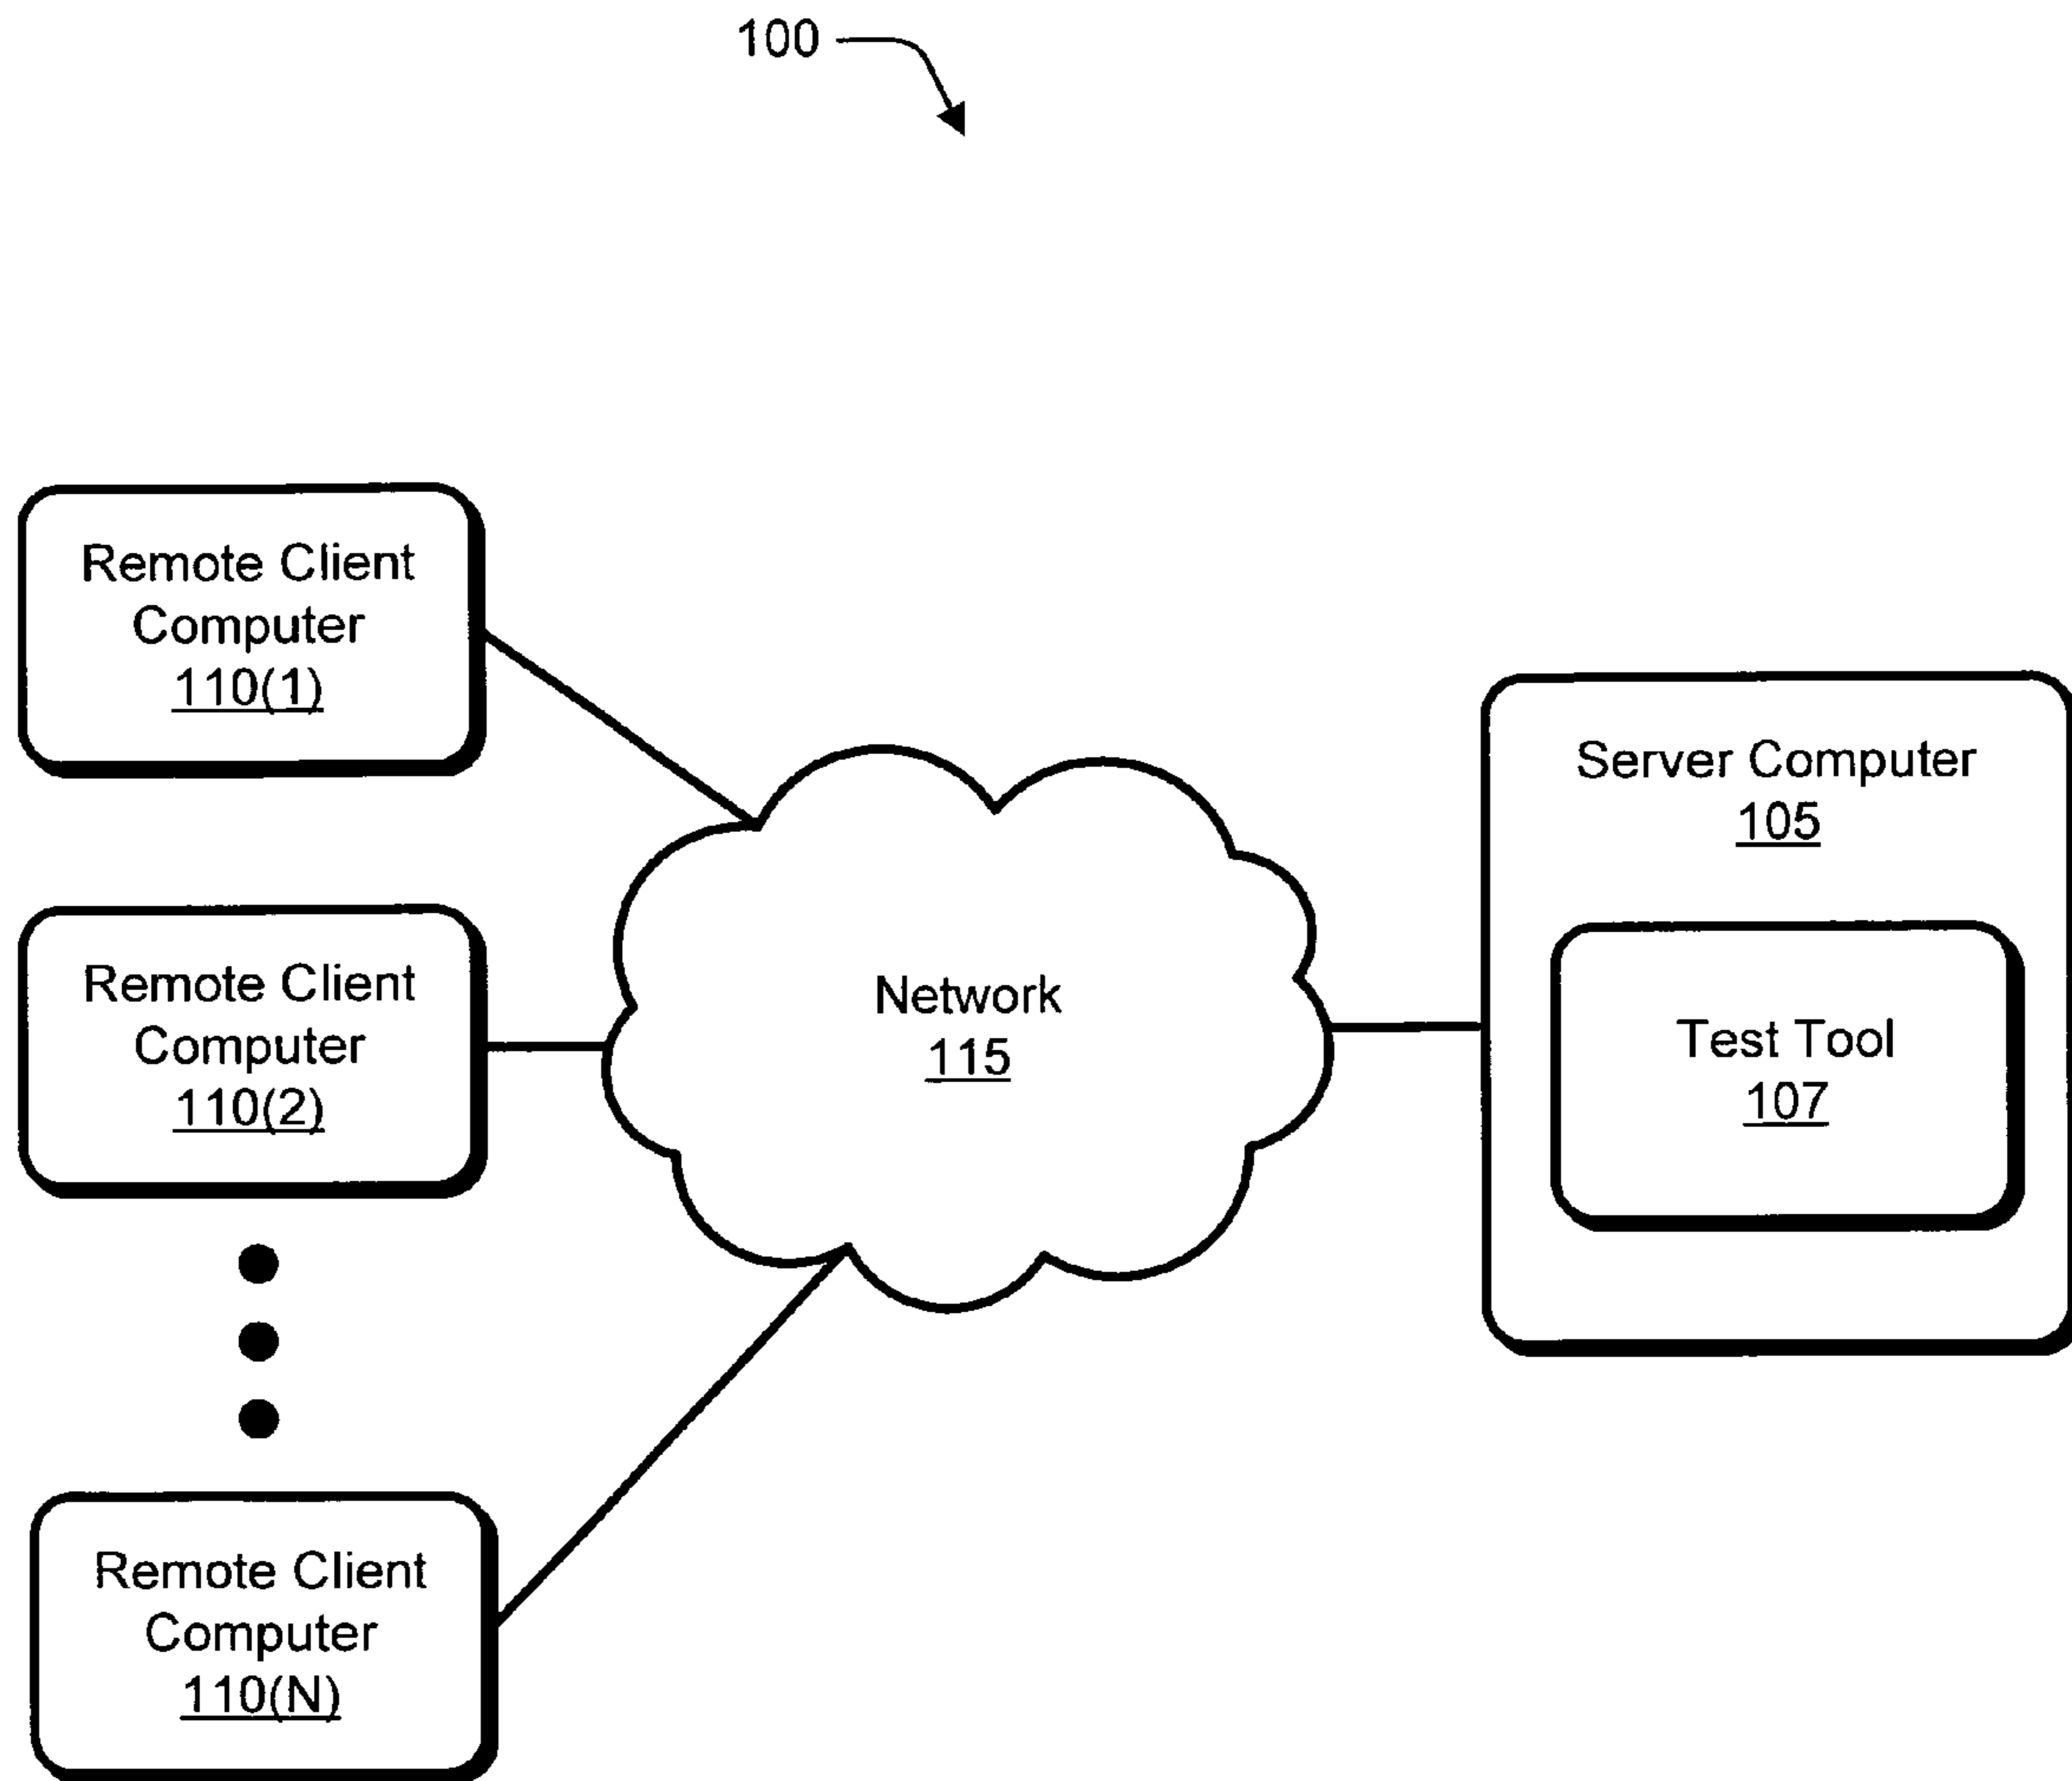 100
Remote Client
Computer
110(1)
Remote Client
Computer
110(2)
Remote Client
Computer
110(N)
Network
115
Server Computer
105
Test Tool
107